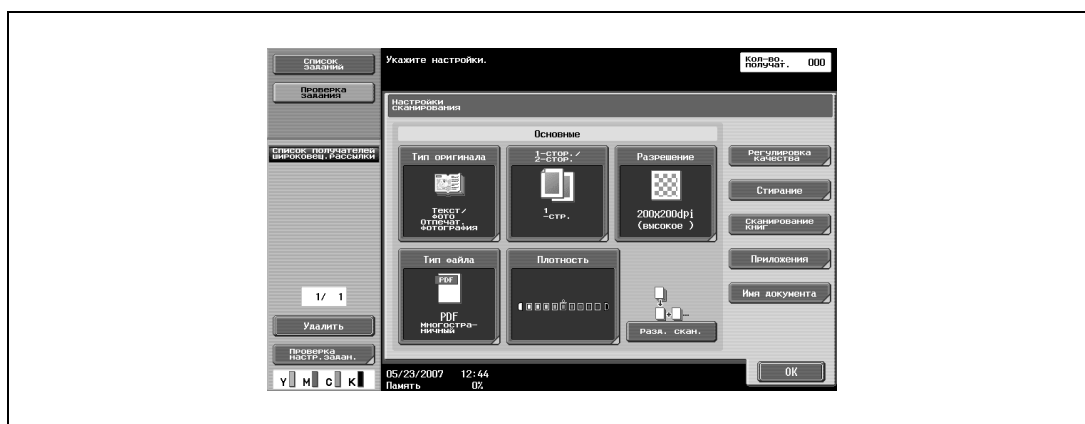 Список
заданий
Проверка
задания
Список получателей
широковещ.рассылки
1/ 1
Удалить
Проверка
настр.задан.
Y M C K
Укажите настройки.
Кол-во.
получат. 000
Настройки
сканирования
Основные
Тип оригинала
Текст/
Фото
Отпечат.
Фотография
1-стор./
2-стор.
1
-стр.
Разрешение
200X200dpi
(высокое )
Тип файла
PDF
PDF
Многостра-
ничный
Плотность
Разд. скан.
Регулировка
качества
Стирание
Сканирование
книг
Приложения
Имя документа
OK
05/23/2007 12:44
Память 0%